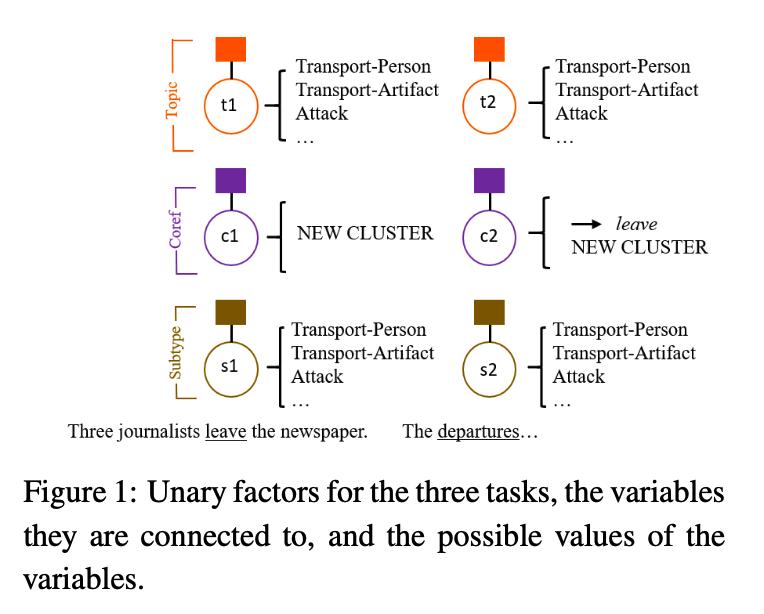 Topic
t1
Transport-Person
Transport-Artifact
Attack
...
t2
Transport-Person
Transport-Artifact
Attack
...
Coref
c1
NEW CLUSTER
c2
→ leave
NEW CLUSTER
Subtype
s1
Transport-Person
Transport-Artifact
Attack
...
s2
Transport-Person
Transport-Artifact
Attack
...
Three journalists leave the newspaper. The departures...
Figure 1: Unary factors for the three tasks, the variables
they are connected to, and the possible values of the
variables.